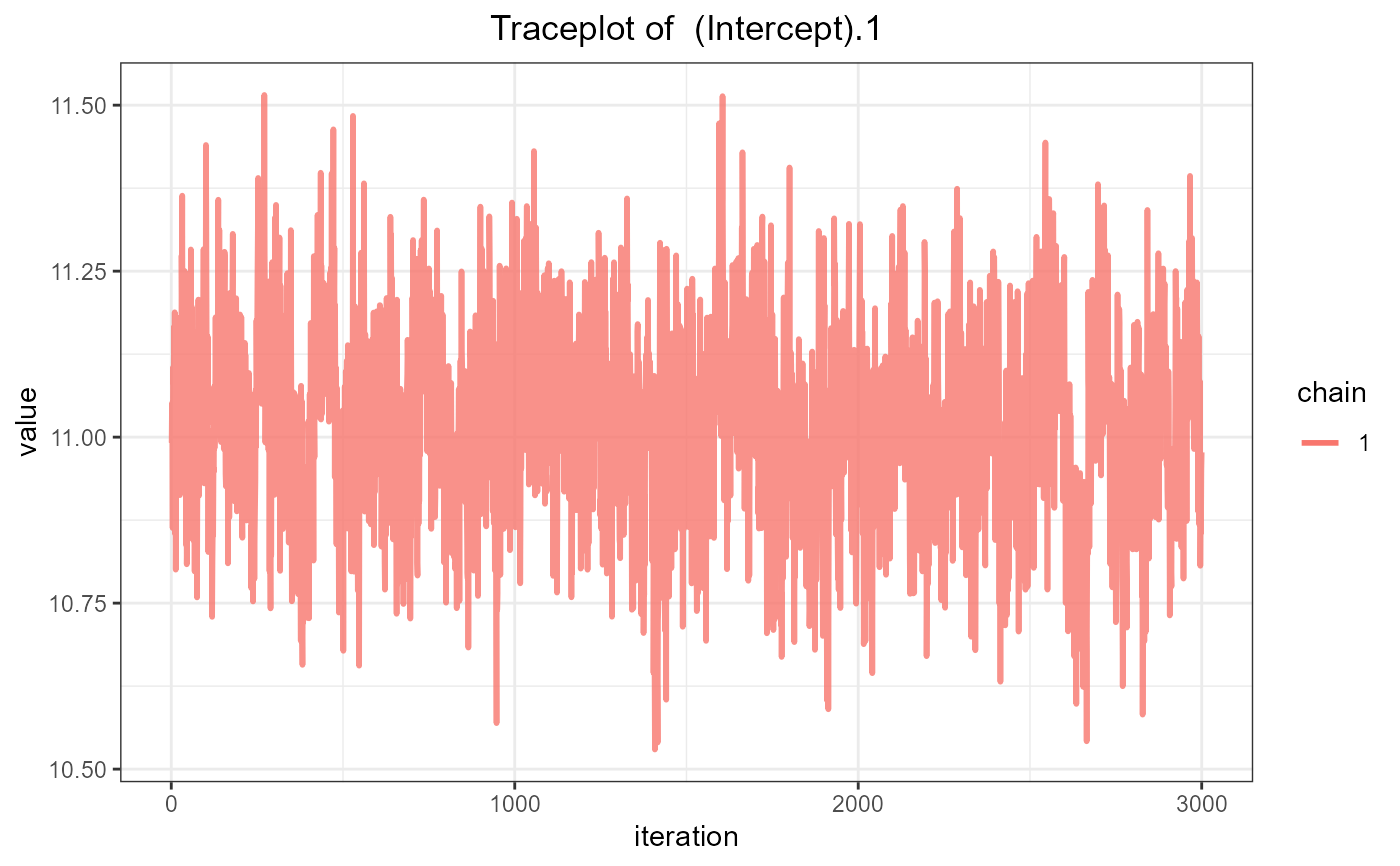 Traceplot of  (Intercept).1
11.50
11.25
11.00
10.75
10.50
value
0 1000 2000 3000
iteration
chain
1